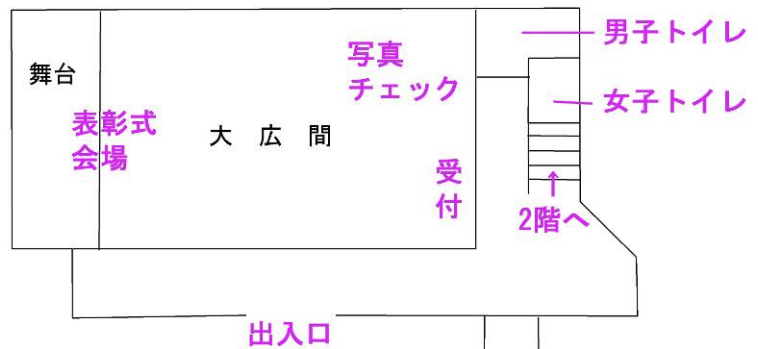 男子トイレ
写真
チェック
舞台
女子トイレ
表彰式
会場
大広間
受
付
↑
2階へ
出入口